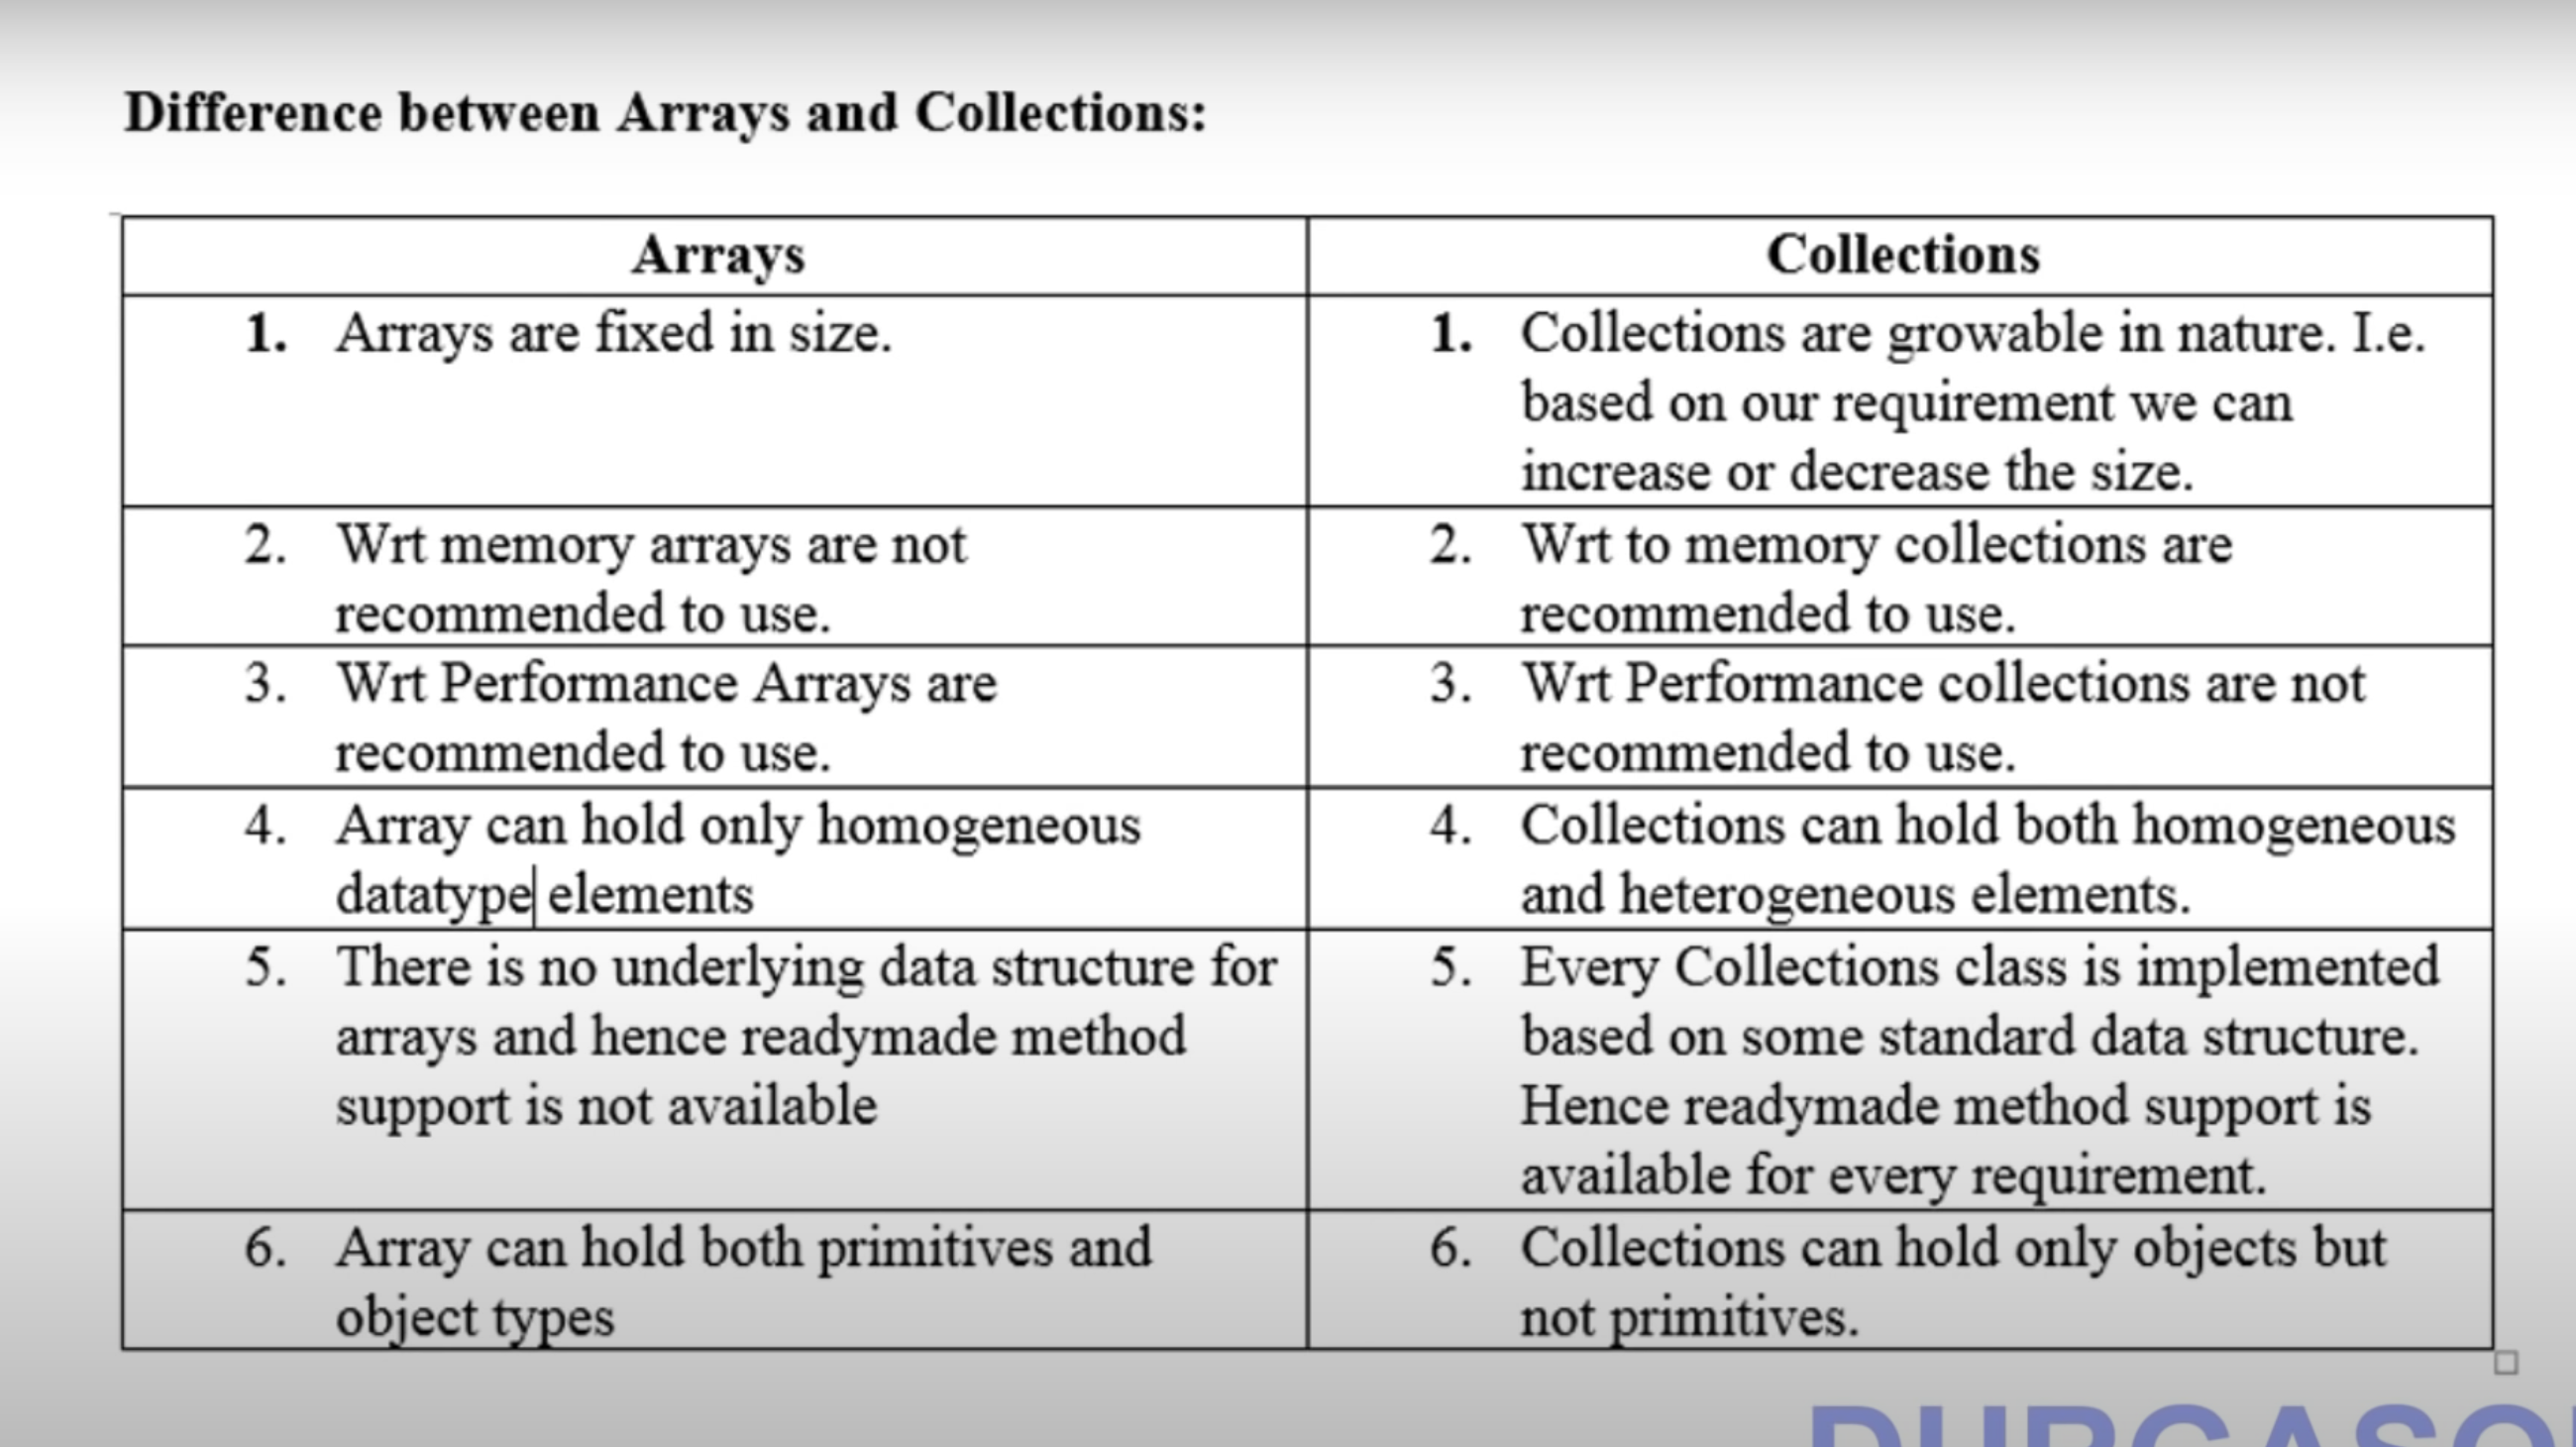 Difference between Arrays and Collections:
Arrays
Collections
1. Arrays are fixed in size.
1. Collections are growable in nature. I.e.
based on our requirement we can
increase or decrease the size.
2. Wrt memory arrays are not
recommended to use.
2. Wrt to memory collections are
recommended to use.
3. Wrt Performance Arrays are
recommended to use.
3. Wrt Performance collections are not
recommended to use.
4. Array can hold only homogeneous
datatype elements
4. Collections can hold both homogeneous
and heterogeneous elements.
5. There is no underlying data structure for
arrays and hence readymade method
support is not available
5. Every Collections class is implemented
based on some standard data structure.
Hence readymade method support is
available for every requirement.
6. Array can hold both primitives and
object types
6. Collections can hold only objects but
not primitives.